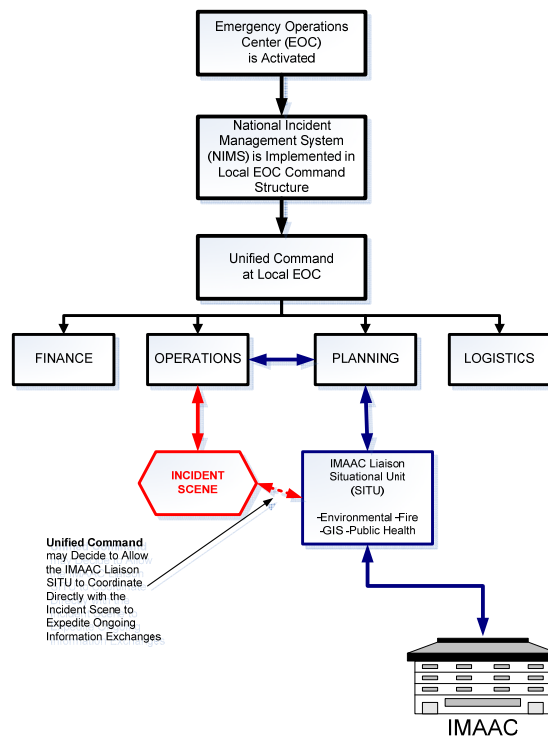 Emergency Operations
Center (EOC)
is Activated
National Incident
Management System
(NIMS) is Implemented in
Local EOC Command
Structure
Unified Command
at Local EOC
FINANCE
OPERATIONS
PLANNING
LOGISTICS
INCIDENT
SCENE
IMAAC Liaison
Situational Unit
(SITU)
-Environmental -Fire
-GIS -Public Health
Unified Command
may Decide to Allow
the IMAAC Liaison
SITU to Coordinate
Directly with the
Incident Scene to
Expedite Ongoing
Information Exchanges
IMAAC